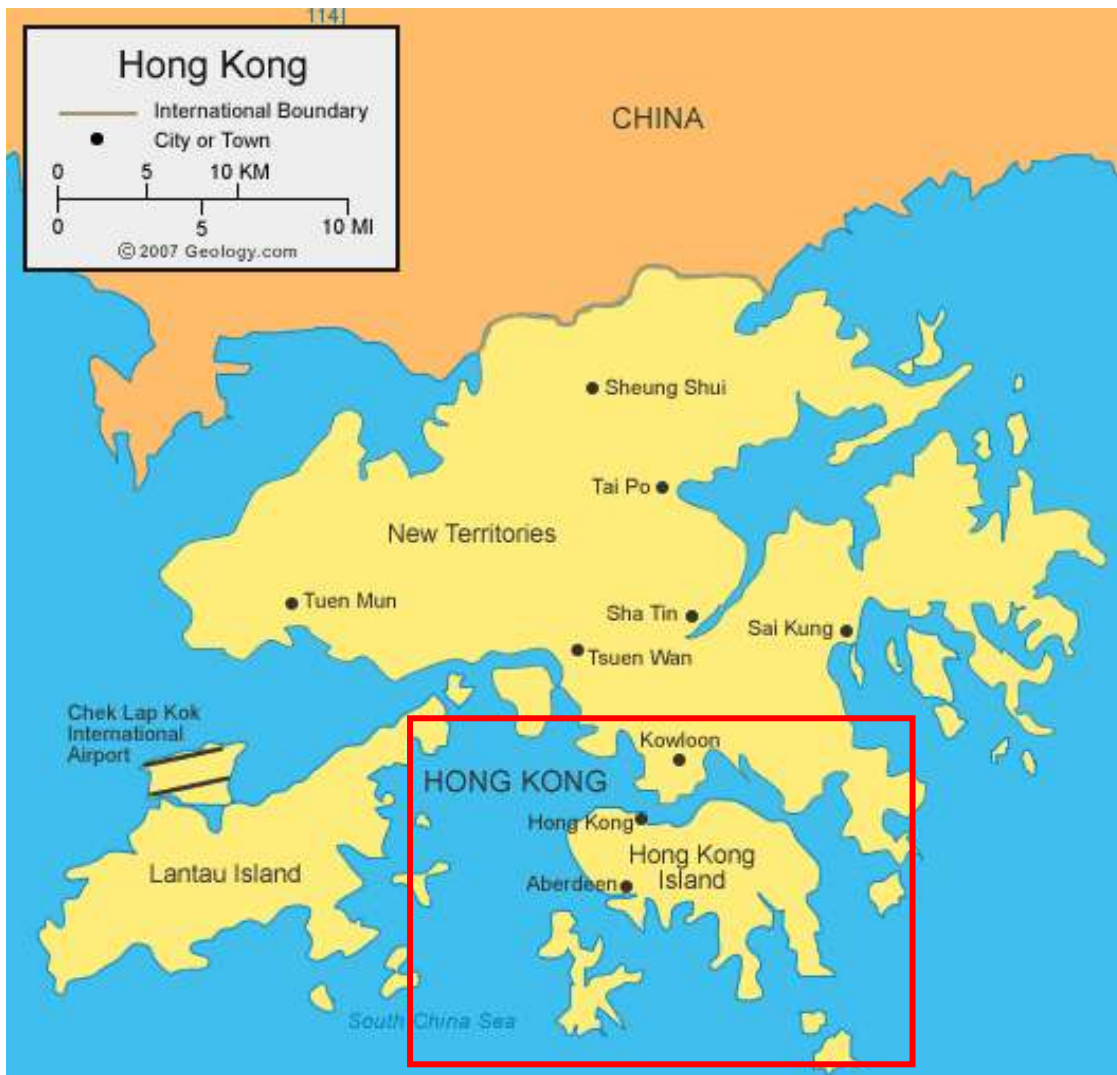 114
Hong Kong
International Boundary
City or Town
0 5 10 KM
0 5 10 MI
© 2007 Geology.com
CHINA
Sheung Shui
Tai Po
New Territories
Tuen Mun
Sha Tin
Sai Kung
Tsuen Wan
Chek Lap Kok
International
Airport
Kowloon
HONG KONG
Hong Kong
Hong Kong
Island
Lantau Island
Aberdeen
South China Sea